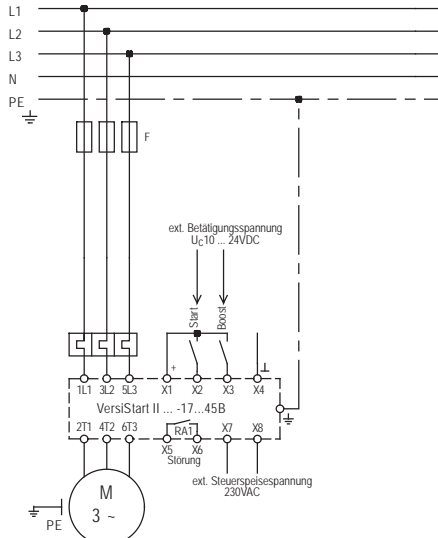 L1
L2
L3
N
PE
F
ext. Betätigungsspannung
UC10 ... 24VDC
Start
Boost
+
1L1 3L2 5L3 X1 X2 X3 X4
VersiStart II ... -17...45B
2T1 4T2 6T3 RA1 X7 X8
X5 X6
Störung
ext. Steuerspeisespannung
230VAC
M
3 ~
PE